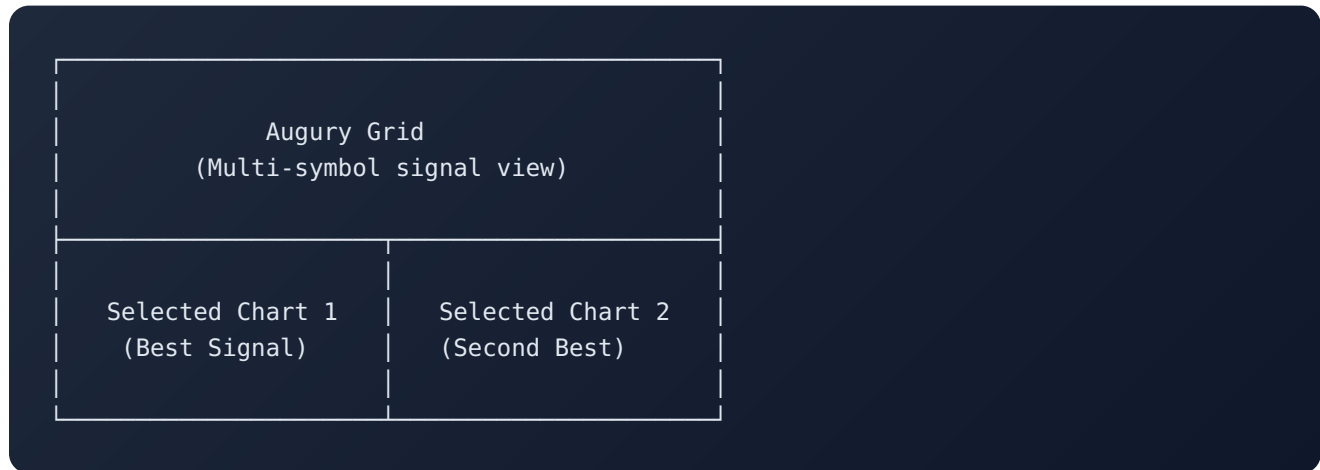 Augury Grid
(Multi-symbol signal view)
Selected Chart 1
(Best Signal)
Selected Chart 2
(Second Best)